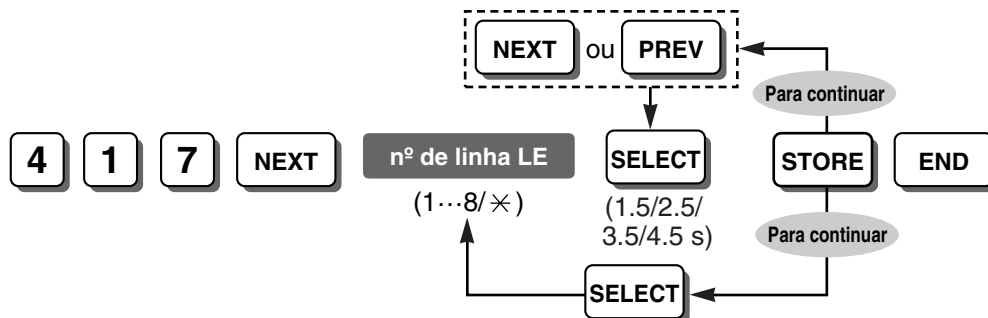 NEXT ou PREV
Para continuar
4 1 7 NEXT nº de linha LE SELECT STORE END
(1···8/✳)
(1.5/2.5/
3.5/4.5 s)
Para continuar
SELECT